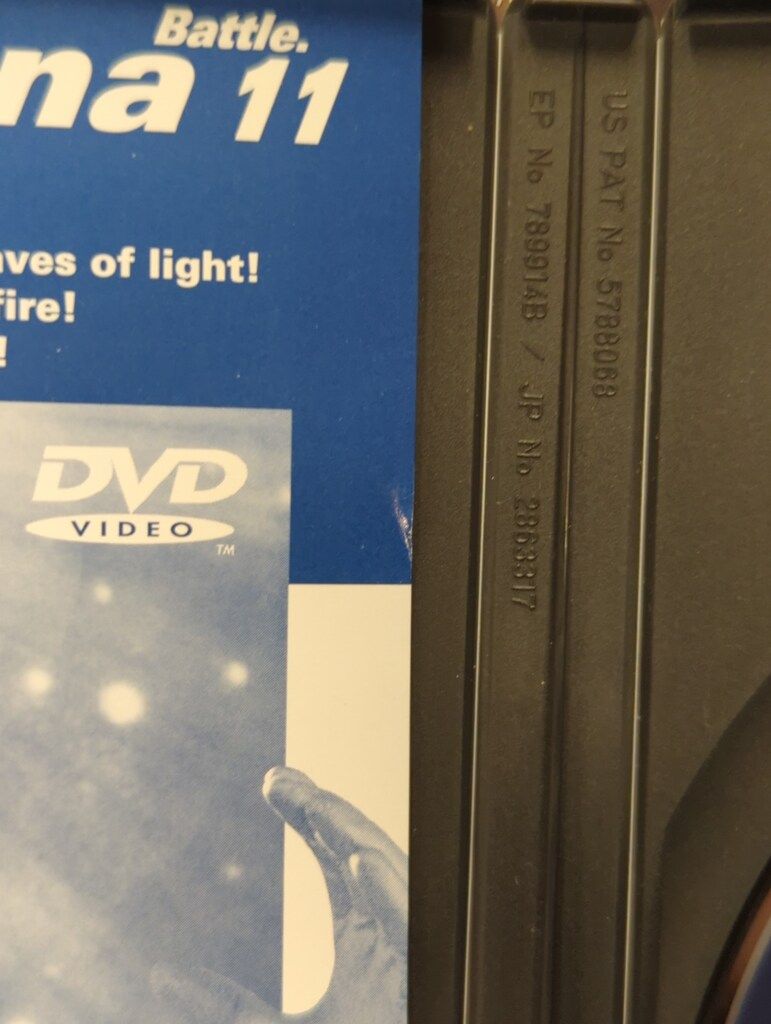 Battle.
na 11
aves of light!
fire!
!
DVD
VIDEO
TM
US PAT No 5788068
EP No 789914B / JP No 2863317